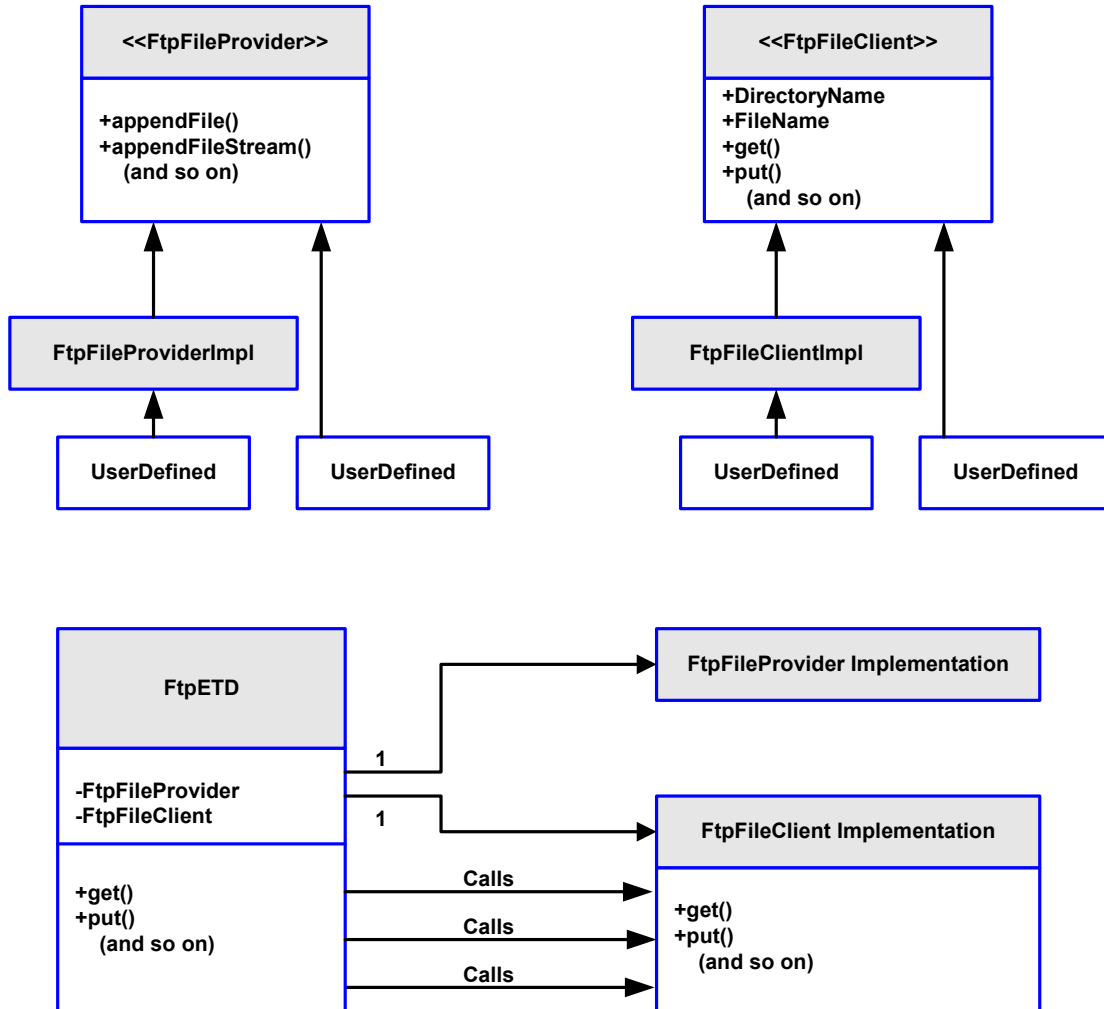 <<FtpFileProvider>>
+appendFile()
+appendFileStream()
(and so on)
<<FtpFileClient>>
+DirectoryName
+FileName
+get()
+put()
(and so on)
FtpFileProviderImpl
UserDefined
UserDefined
FtpFileClientImpl
UserDefined
UserDefined
FtpETD
-FtpFileProvider
-FtpFileClient
+get()
+put()
(and so on)
1
1
Calls
Calls
Calls
FtpFileProvider Implementation
FtpFileClient Implementation
+get()
+put()
(and so on)